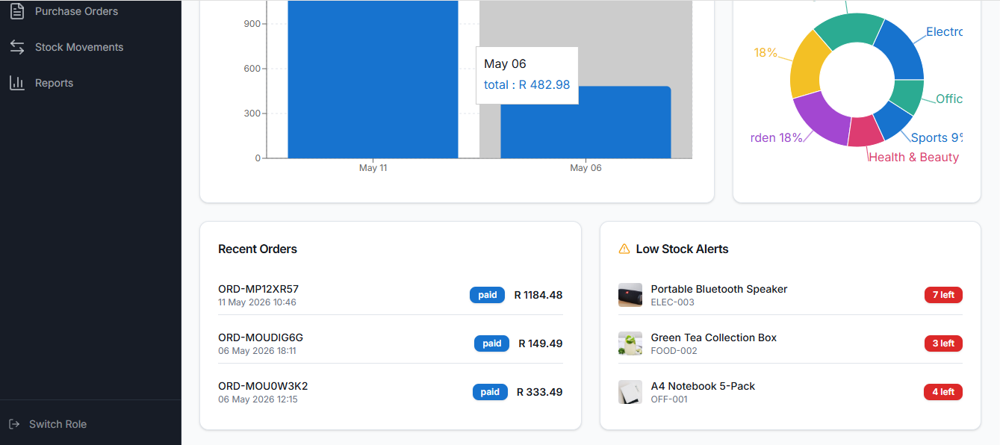 Purchase Orders
Stock Movements
Reports
Switch Role
900
600
300
0
May 11
May 06
May 06
total : R 482.98
Electro
18%
Offic
rden 18%
Sports 9%
Health & Beauty
Recent Orders
ORD-MP12XR57
11 May 2026 10:46
paid
R 1184.48
ORD-MOUDIG6G
06 May 2026 18:11
paid
R 149.49
ORD-MOU0W3K2
06 May 2026 12:15
paid
R 333.49
Low Stock Alerts
Portable Bluetooth Speaker
ELEC-003
7 left
Green Tea Collection Box
FOOD-002
3 left
A4 Notebook 5-Pack
OFF-001
4 left